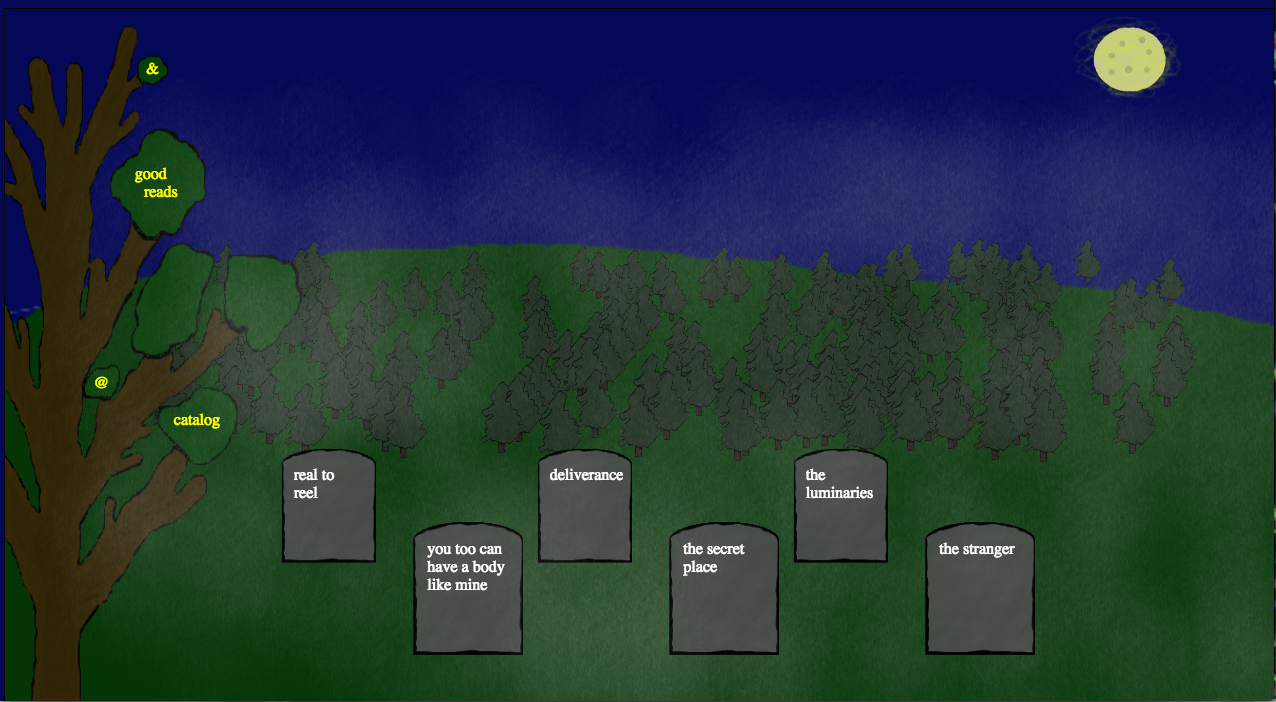 &
good
reads
@
catalog
real to
reel
deliverance
the
luminaries
you too can
have a body
like mine
the secret
place
the stranger